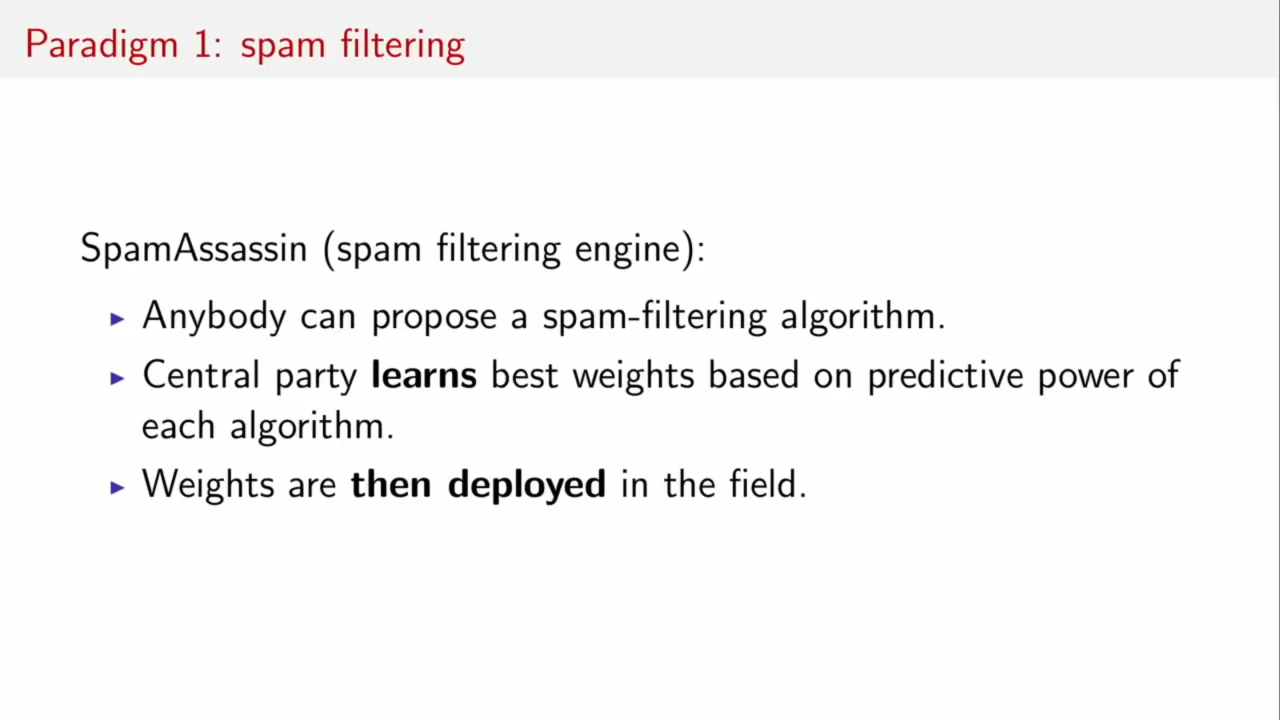 Paradigm 1: spam filtering
SpamAssassin (spam filtering engine):
▸ Anybody can propose a spam-filtering algorithm.
▸ Central party learns best weights based on predictive power of
each algorithm.
▸ Weights are then deployed in the field.